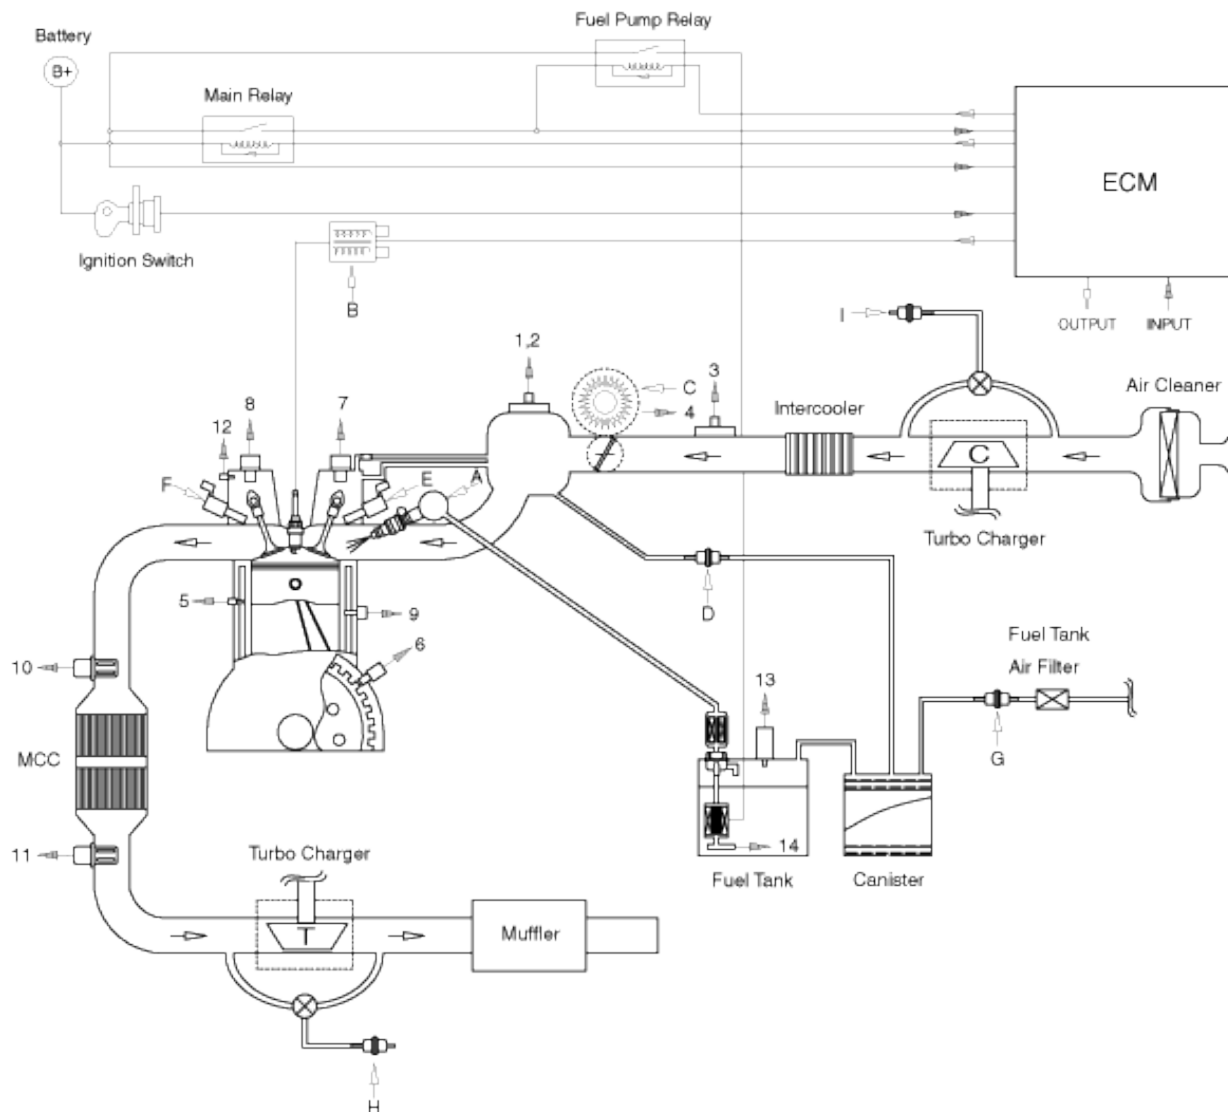 Fuel Pump Relay
Battery
B+
Main Relay
ECM
Ignition Switch
B
OUTPUT
INPUT
I
1,2
3
C
4
Intercooler
Air Cleaner
8
7
12
F
E
A
C
Turbo Charger
5
9
D
6
10
Fuel Tank
Air Filter
13
G
MCC
11
14
Turbo Charger
Fuel Tank
Canister
T
Muffler
H